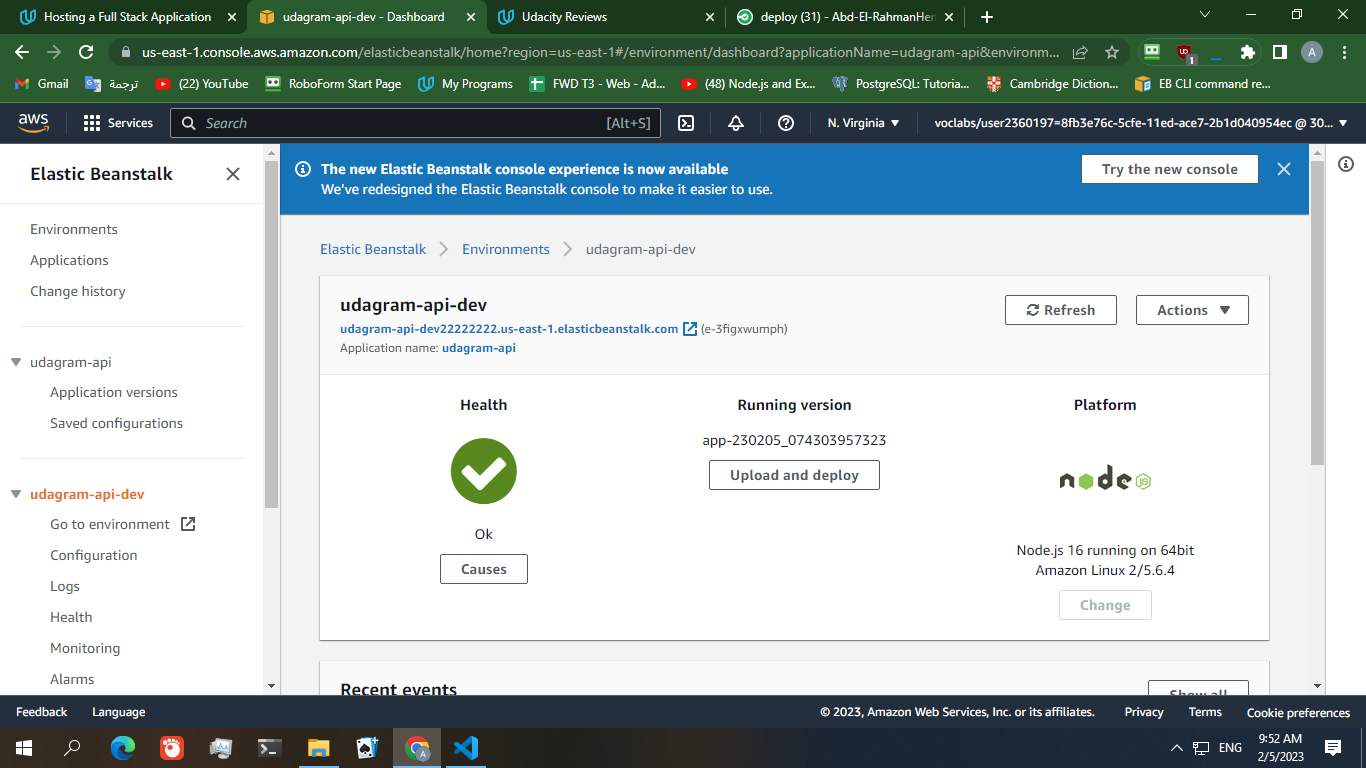 Hosting a Full Stack Application
udagram-api-dev - Dashboard
Udacity Reviews
deploy (31) - Abd-El-RahmanHen
us-east-1.console.aws.amazon.com/elasticbeanstalk/home?region=us-east-1#/environment/dashboard?applicationName=udagram-api&environm...
A
Gmail
ترجمة
(22) YouTube
RoboForm Start Page
My Programs
FWD T3 - Web - Ad...
(48) Node.js and Ex...
PostgreSQL: Tutoria...
Cambridge Diction...
EB CLI command re...
aws
Services
Search
[Alt+S]
N. Virginia
voclabs/user2360197=8fb3e76c-5cfe-11ed-ace7-2b1d040954ec @ 30...
Elastic Beanstalk
Environments
Applications
Change history
udagram-api
Application versions
Saved configurations
udagram-api-dev
Go to environment
Configuration
Logs
Health
Monitoring
Alarms
The new Elastic Beanstalk console experience is now available
We've redesigned the Elastic Beanstalk console to make it easier to use.
Try the new console
Elastic Beanstalk
Environments
udagram-api-dev
udagram-api-dev
udagram-api-dev22222222.us-east-1.elasticbeanstalk.com (e-3figxwumph)
Application name: udagram-api
Refresh
Actions
Health
Ok
Causes
Running version
app-230205_074303957323
Upload and deploy
Platform
node JS
Node.js 16 running on 64bit
Amazon Linux 2/5.6.4
Change
Recent events
Show all
Feedback
Language
© 2023, Amazon Web Services, Inc. or its affiliates.
Privacy
Terms
Cookie preferences
ENG
9:52 AM
2/5/2023